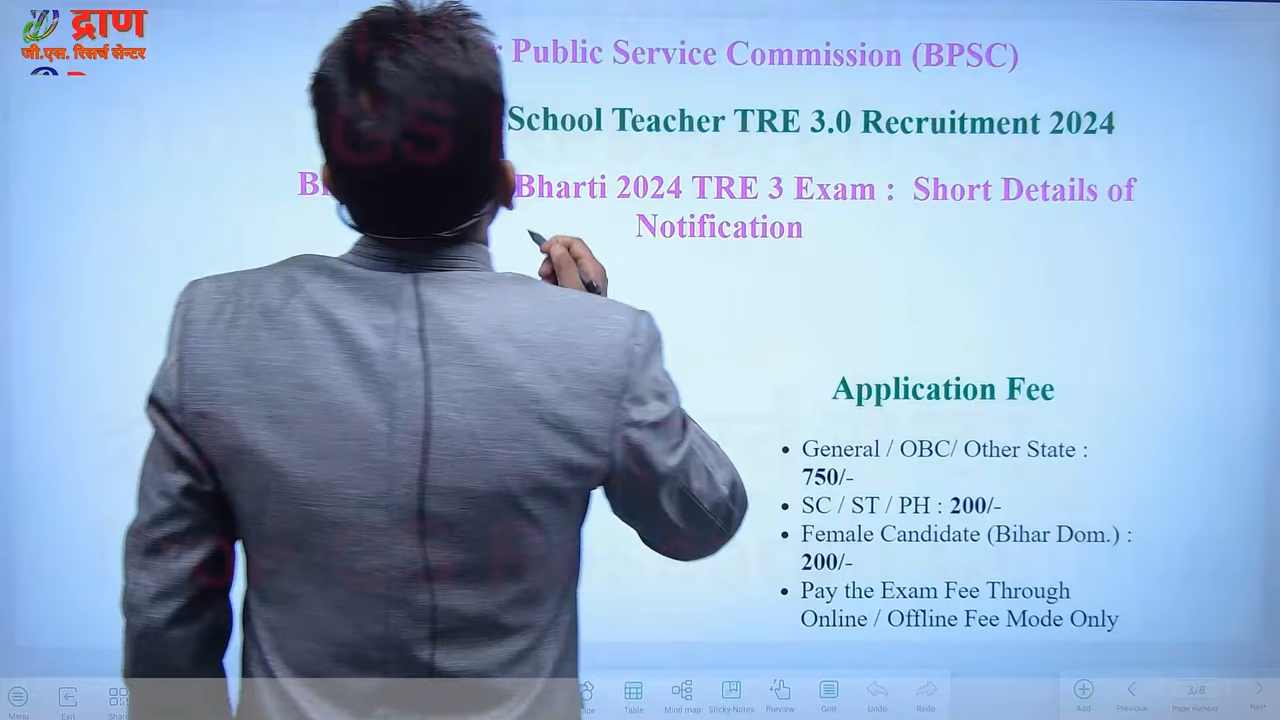 द्राण
जी.एस. रिसर्च सेन्टर
r Public Service Commission (BPSC)
School Teacher TRE 3.0 Recruitment 2024
Bharti 2024 TRE 3 Exam : Short Details of
Notification
GS
Application Fee
• General / OBC/ Other State :
750/-
• SC / ST / PH : 200/-
• Female Candidate (Bihar Dom.) :
200/-
• Pay the Exam Fee Through
Online / Offline Fee Mode Only
Menu Exit Share Table Mind map Sticky-Notes Preview Grid Undo Redo Add Previous 3/8 Page number Next